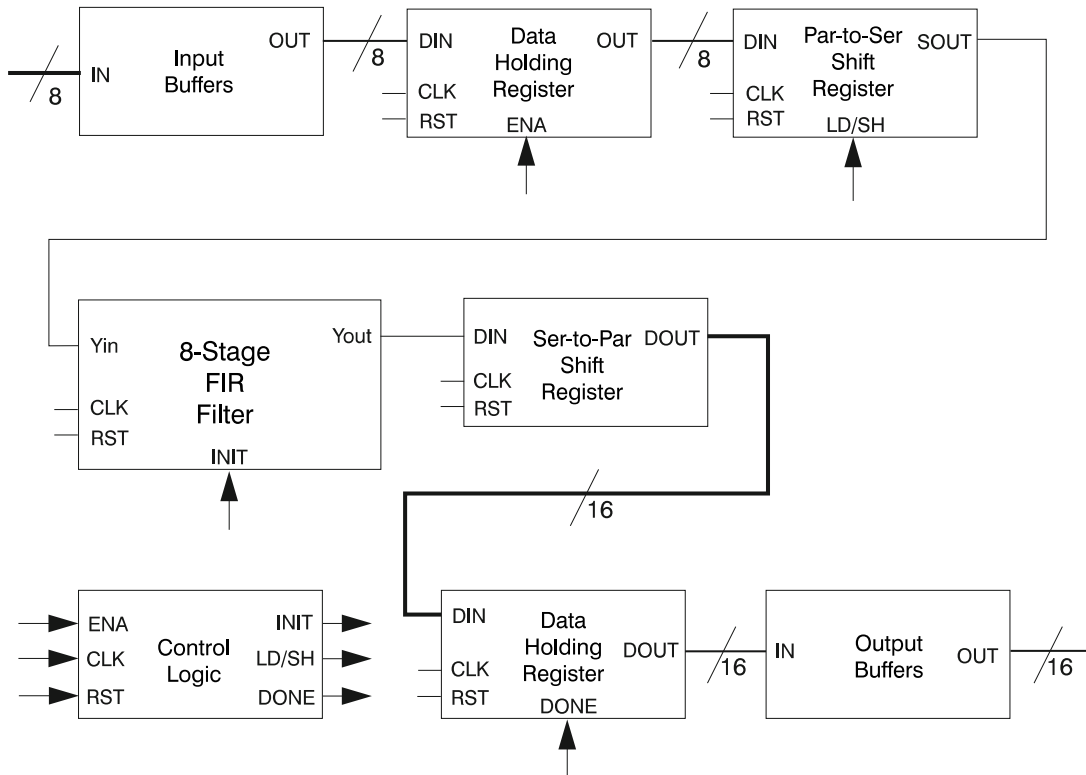 IN
8
Input
Buffers
OUT
8
DIN
CLK
RST
Data
Holding
Register
ENA
OUT
8
DIN
CLK
RST
Par-to-Ser
Shift
Register
LD/SH
SOUT
Yin
CLK
RST
8-Stage
FIR
Filter
INIT
Yout
DIN
CLK
RST
Ser-to-Par
Shift
Register
DOUT
16
ENA
CLK
RST
Control
Logic
INIT
LD/SH
DONE
DIN
CLK
RST
Data
Holding
Register
DONE
DOUT
16
IN
Output
Buffers
OUT
16